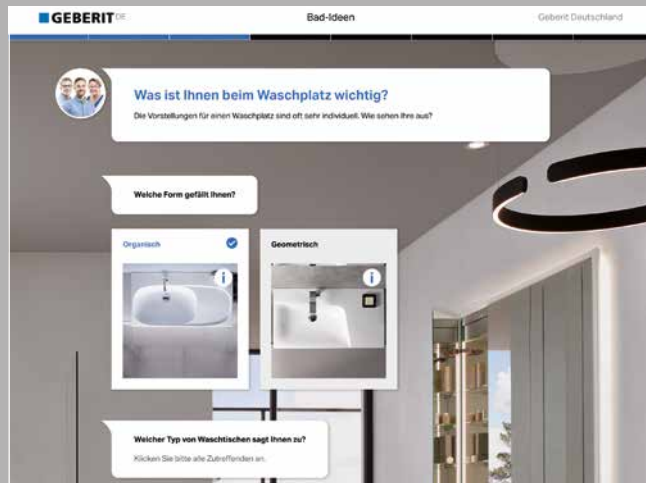 GEBERIT DE
Bad-Ideen
Geberit Deutschland
Was ist Ihnen beim Waschplatz wichtig?
Die Vorstellungen für einen Waschplatz sind oft sehr individuell. Wie sehen Ihre aus?
Welche Form gefällt Ihnen?
Organisch
Geometrisch
i
i
Welcher Typ von Waschtischen sagt Ihnen zu?
Klicken Sie bitte alle Zutreffenden an.